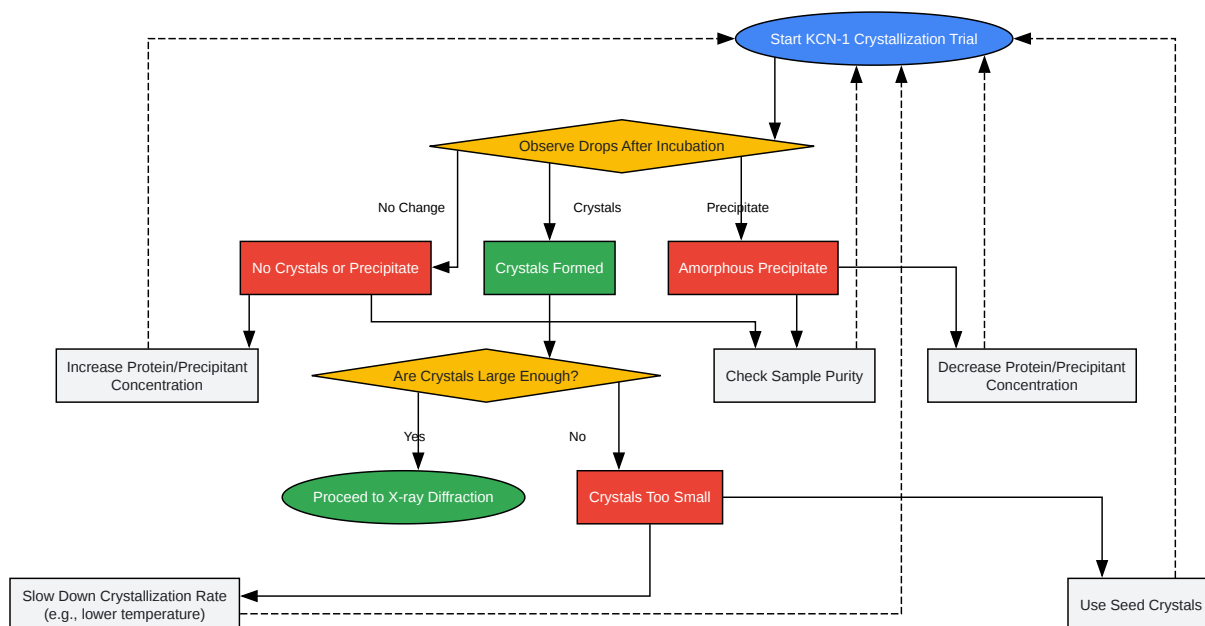 Start KCN-1 Crystallization Trial
Observe Drops After Incubation
No Change
Crystals
Precipitate
No Crystals or Precipitate
Crystals Formed
Amorphous Precipitate
Increase Protein/Precipitant
Concentration
Are Crystals Large Enough?
Check Sample Purity
Decrease Protein/Precipitant
Concentration
Yes
No
Proceed to X-ray Diffraction
Crystals Too Small
Slow Down Crystallization Rate
(e.g., lower temperature)
Use Seed Crystals